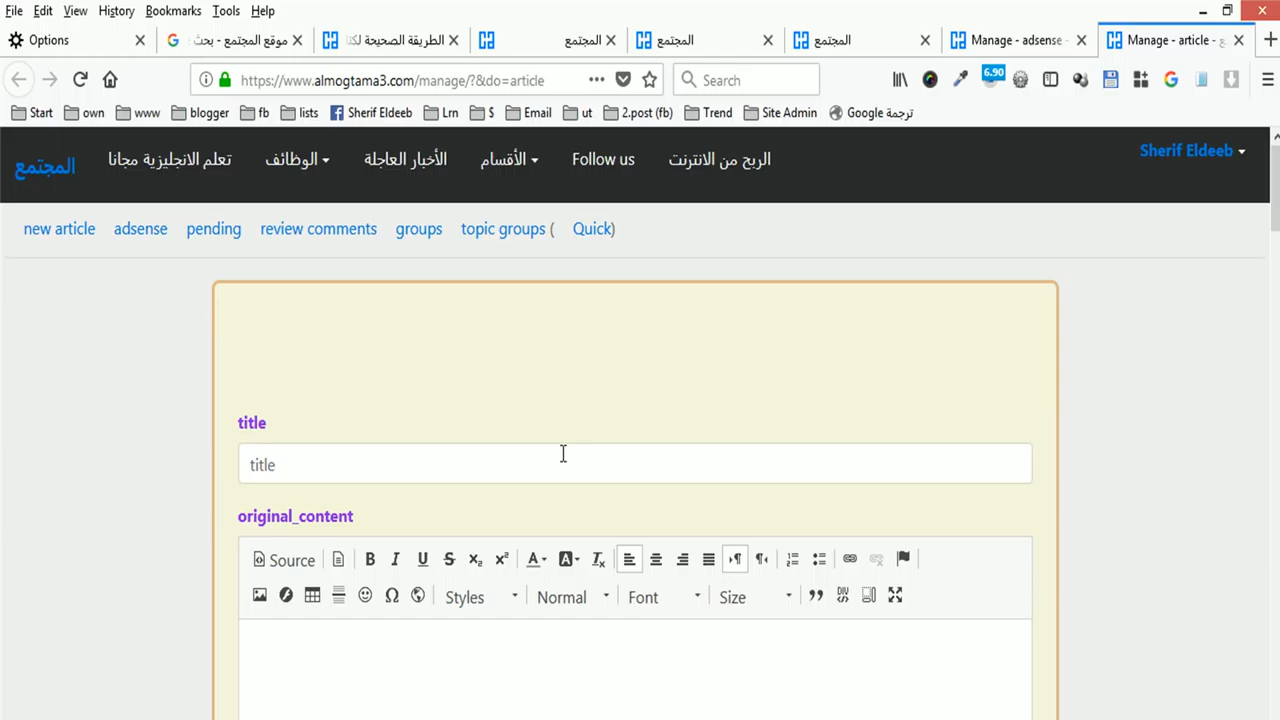 File Edit View History Bookmarks Tools Help
Options موقع المجتمع - بحث الطريقة الصحيحة لكتا المجتمع المجتمع المجتمع Manage - adsense - Manage - article -
https://www.almogtama3.com/manage/?&do=article Search 6.90
Start own www blogger fb lists Sherif Eldeeb Lrn $ Email ut 2.post (fb) Trend Site Admin ترجمة Google
المجتمع تعلم الانجليزية مجانا الوظائف الأخبار العاجلة الأقسام Follow us الربح من الانترنت Sherif Eldeeb
new article adsense pending review comments groups topic groups ( Quick)
title
title
original_content
Source
Styles Normal Font Size